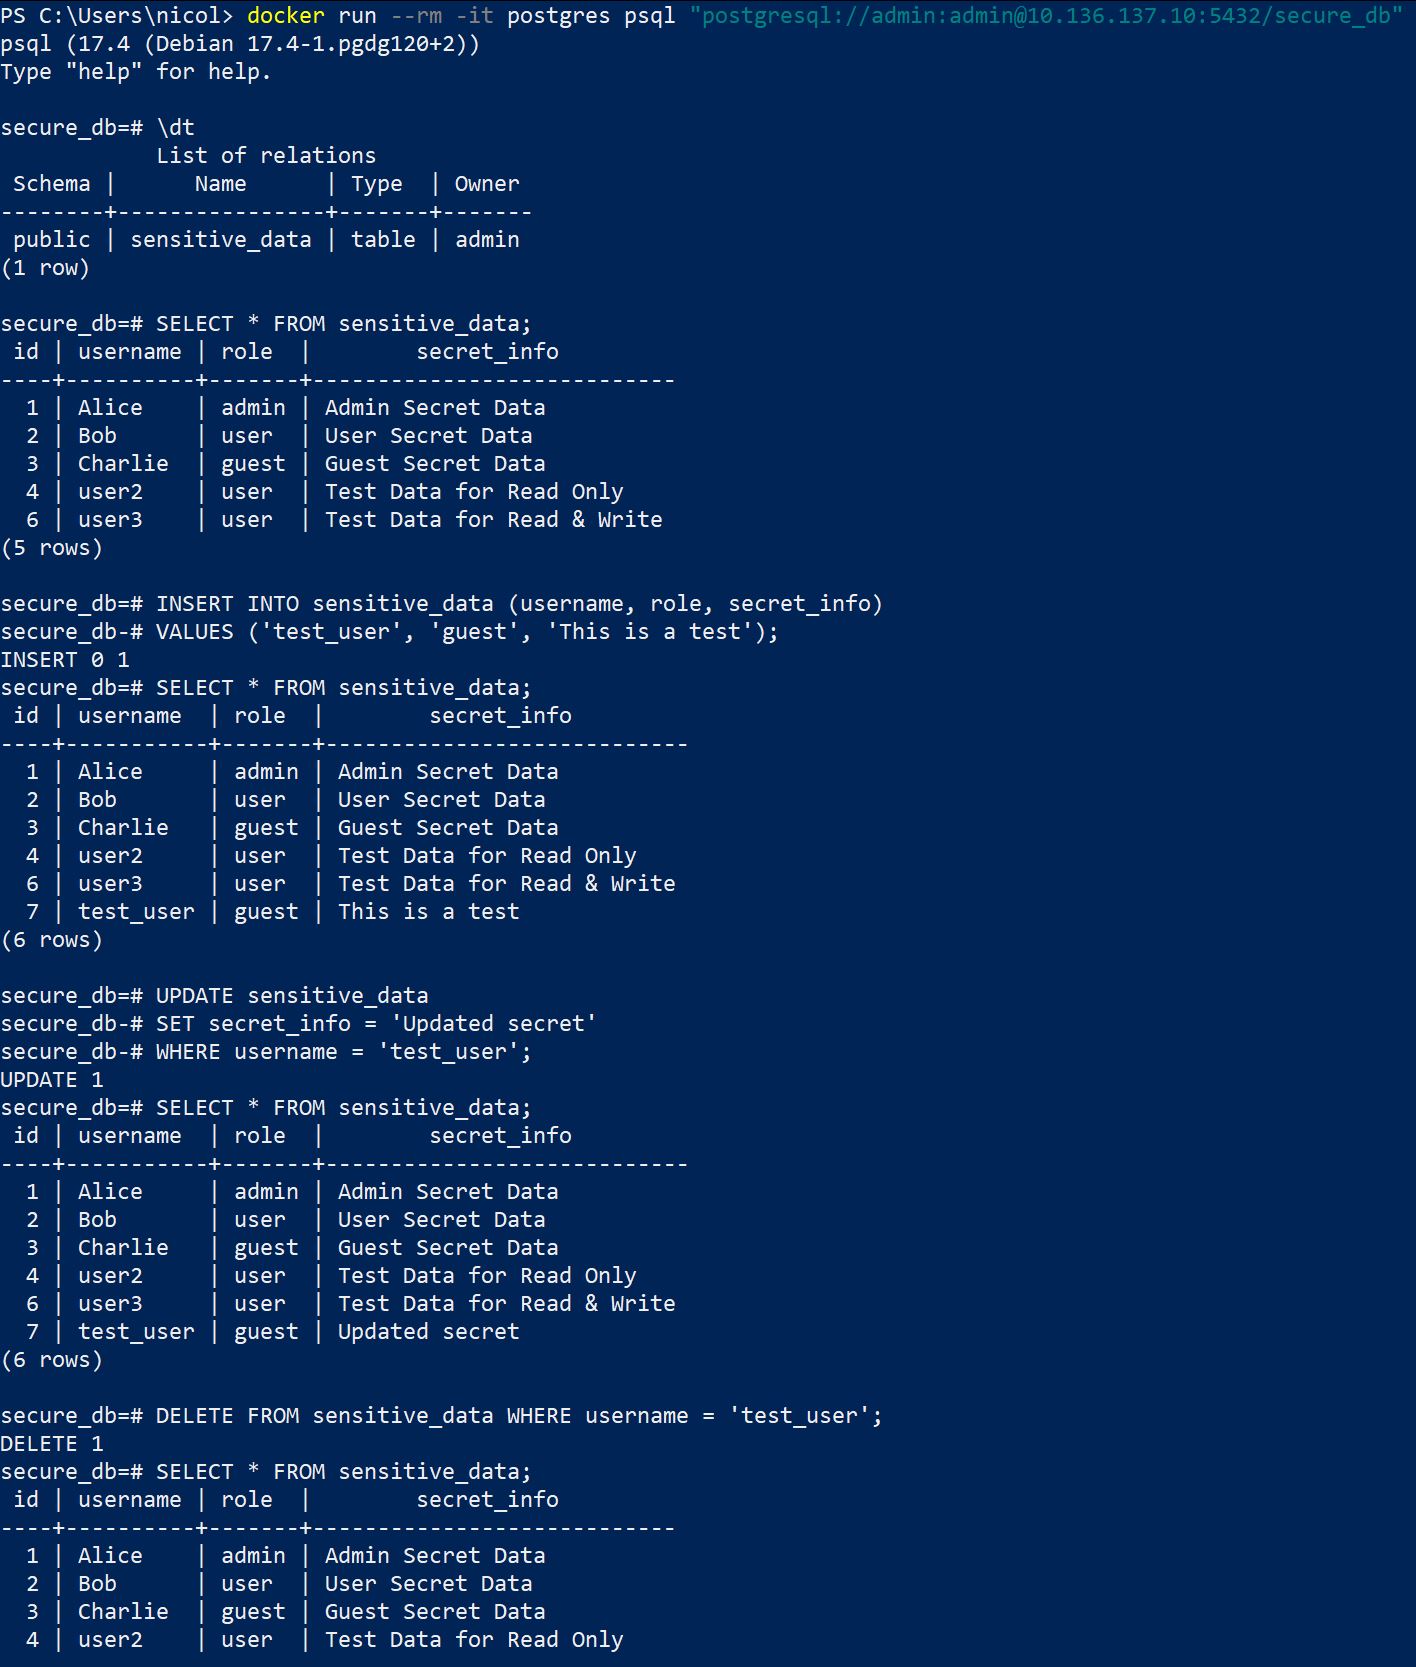 PS C:\Users\nicol> docker run --rm -it postgres psql "postgresql://admin:admin@10.136.137.10:5432/secure_db"
psql (17.4 (Debian 17.4-1.pgdg120+2))
Type "help" for help.

secure_db=# \dt
            List of relations
 Schema |      Name      | Type  | Owner
--------+----------------+-------+-------
 public | sensitive_data | table | admin
(1 row)

secure_db=# SELECT * FROM sensitive_data;
 id | username | role  |        secret_info
----+----------+-------+----------------------------
  1 | Alice    | admin | Admin Secret Data
  2 | Bob      | user  | User Secret Data
  3 | Charlie  | guest | Guest Secret Data
  4 | user2    | user  | Test Data for Read Only
  6 | user3    | user  | Test Data for Read & Write
(5 rows)

secure_db=# INSERT INTO sensitive_data (username, role, secret_info)
secure_db-# VALUES ('test_user', 'guest', 'This is a test');
INSERT 0 1
secure_db=# SELECT * FROM sensitive_data;
 id | username  | role  |        secret_info
----+-----------+-------+----------------------------
  1 | Alice     | admin | Admin Secret Data
  2 | Bob       | user  | User Secret Data
  3 | Charlie   | guest | Guest Secret Data
  4 | user2     | user  | Test Data for Read Only
  6 | user3     | user  | Test Data for Read & Write
  7 | test_user | guest | This is a test
(6 rows)

secure_db=# UPDATE sensitive_data
secure_db-# SET secret_info = 'Updated secret'
secure_db-# WHERE username = 'test_user';
UPDATE 1
secure_db=# SELECT * FROM sensitive_data;
 id | username  | role  |        secret_info
----+-----------+-------+----------------------------
  1 | Alice     | admin | Admin Secret Data
  2 | Bob       | user  | User Secret Data
  3 | Charlie   | guest | Guest Secret Data
  4 | user2     | user  | Test Data for Read Only
  6 | user3     | user  | Test Data for Read & Write
  7 | test_user | guest | Updated secret
(6 rows)

secure_db=# DELETE FROM sensitive_data WHERE username = 'test_user';
DELETE 1
secure_db=# SELECT * FROM sensitive_data;
 id | username | role  |        secret_info
----+----------+-------+----------------------------
  1 | Alice    | admin | Admin Secret Data
  2 | Bob      | user  | User Secret Data
  3 | Charlie  | guest | Guest Secret Data
  4 | user2    | user  | Test Data for Read Only